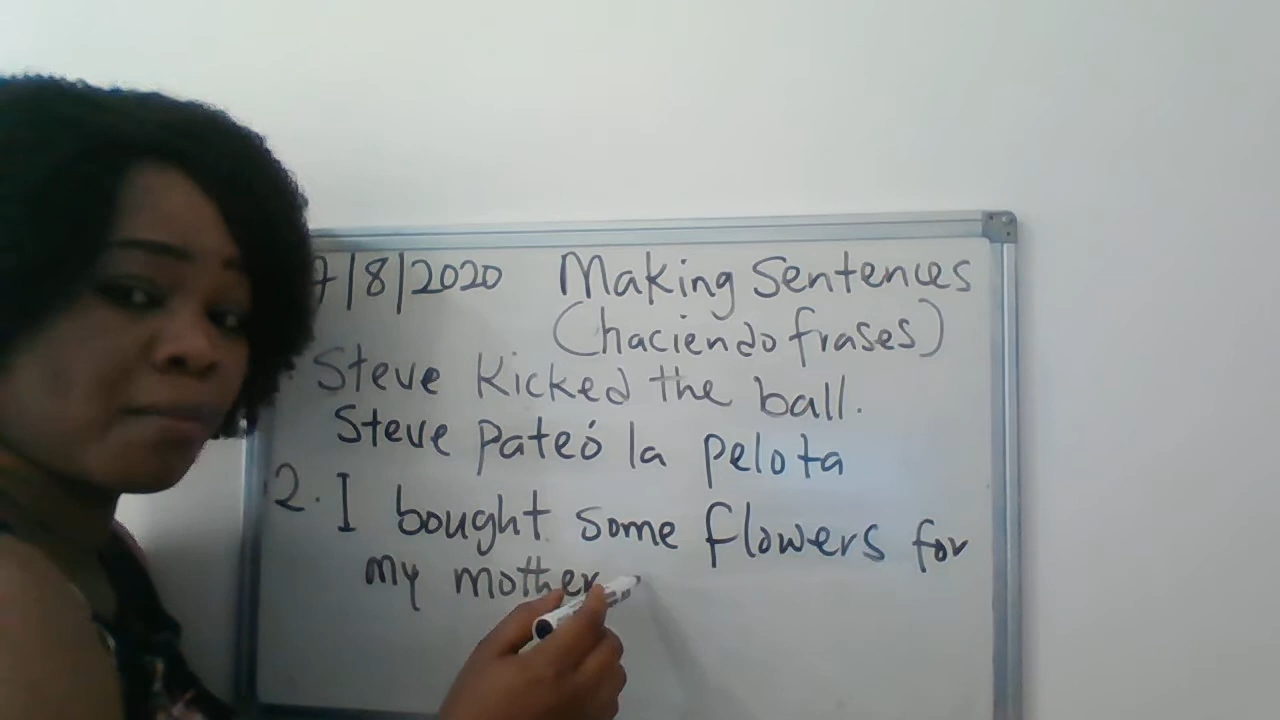 7/8/2020 Making Sentences
(haciendo frases)
Steve Kicked the ball.
Steve Pateó la pelota
2. I bought some flowers for
my mother